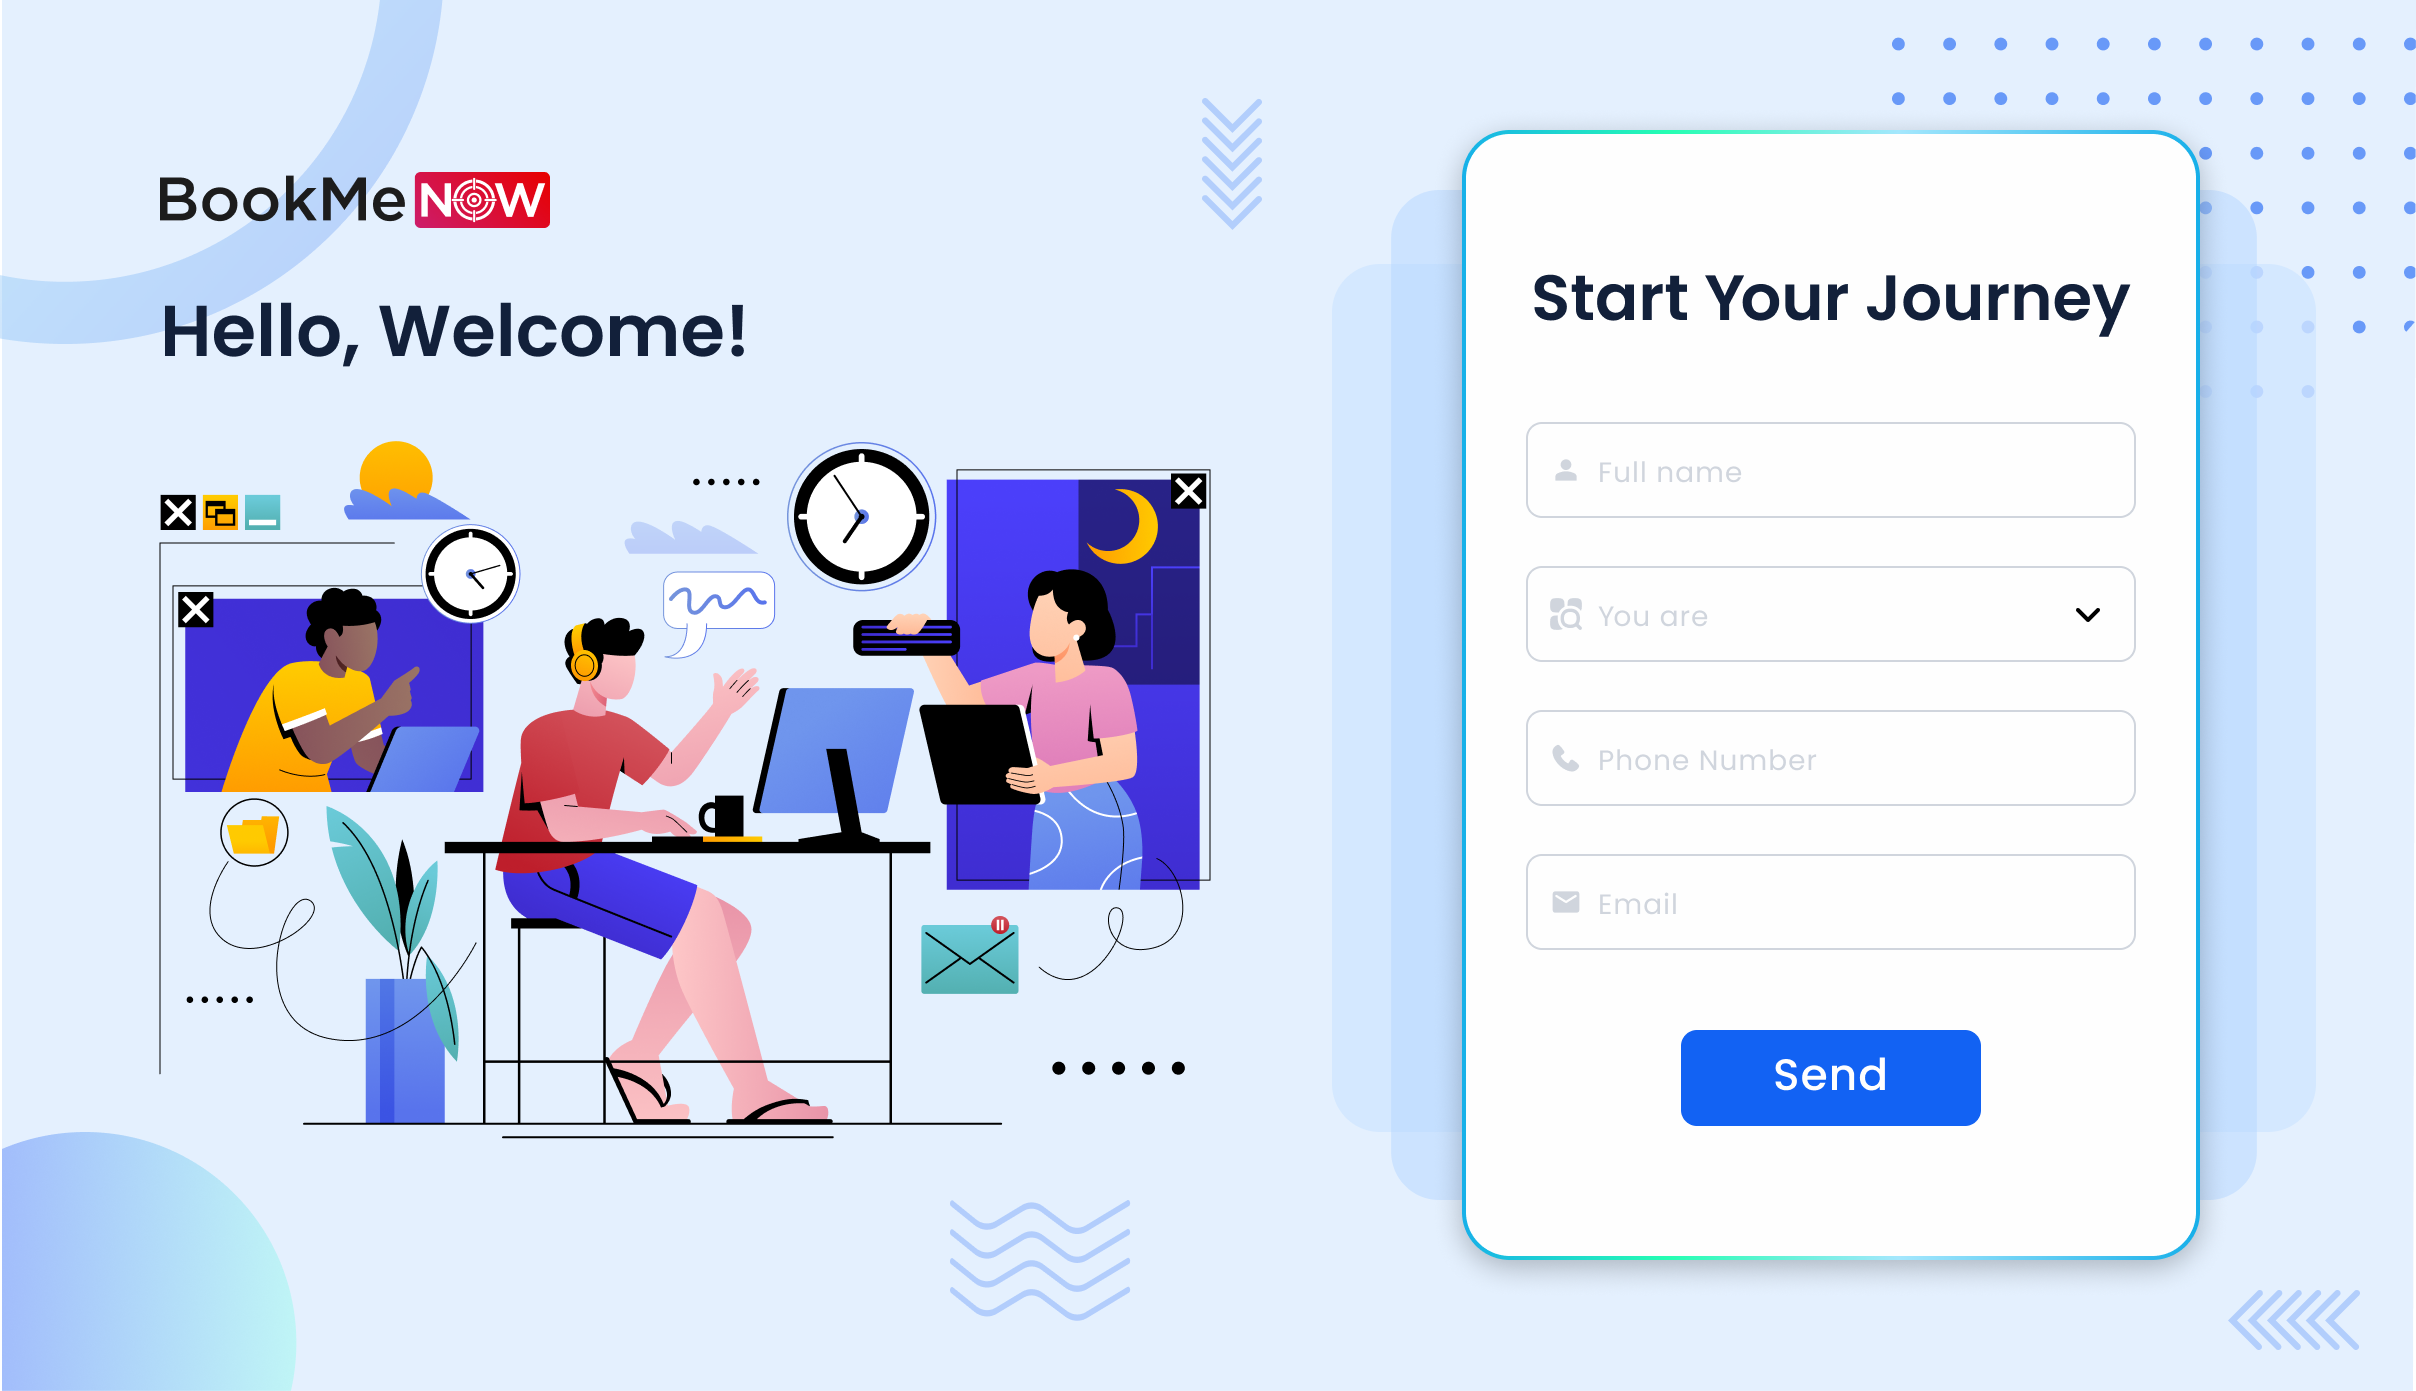 BookMe NOW
Hello, Welcome!
Start Your Journey
Full name
You are
Phone Number
Email
Send